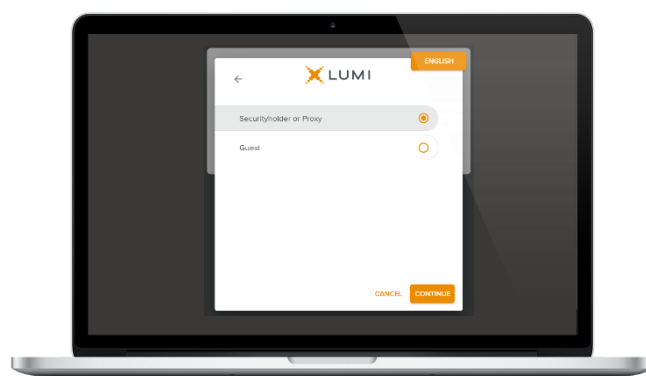 ENGLISH
LUMI
Securityholder or Proxy
Guest
CANCEL CONTINUE